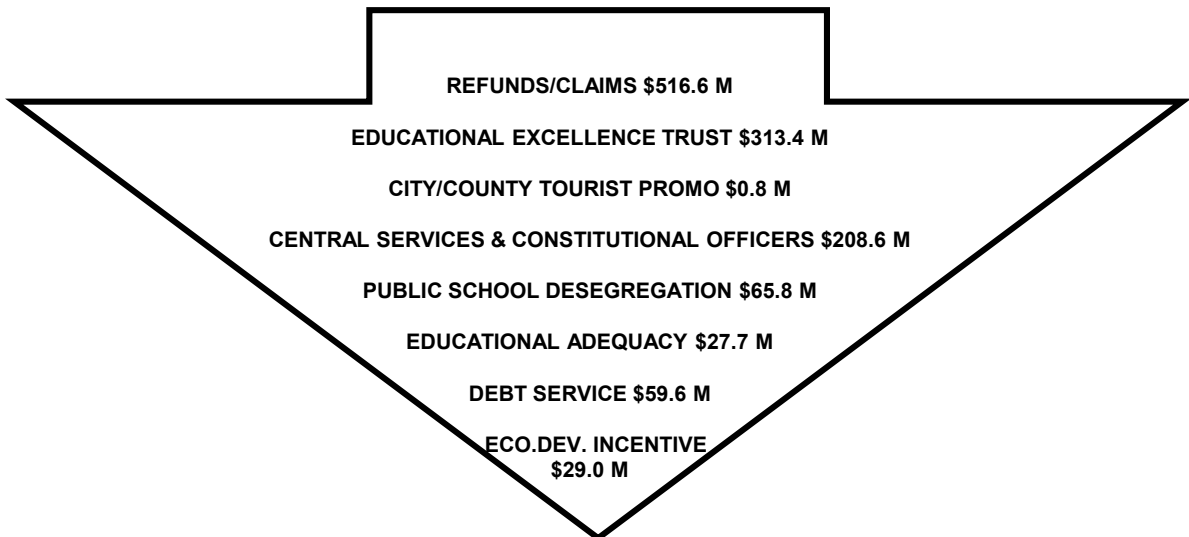 REFUNDS/CLAIMS $516.6 M
EDUCATIONAL EXCELLENCE TRUST $313.4 M
CITY/COUNTY TOURIST PROMO $0.8 M
CENTRAL SERVICES & CONSTITUTIONAL OFFICERS $208.6 M
PUBLIC SCHOOL DESEGREGATION $65.8 M
EDUCATIONAL ADEQUACY $27.7 M
DEBT SERVICE $59.6 M
ECO.DEV. INCENTIVE
$29.0 M